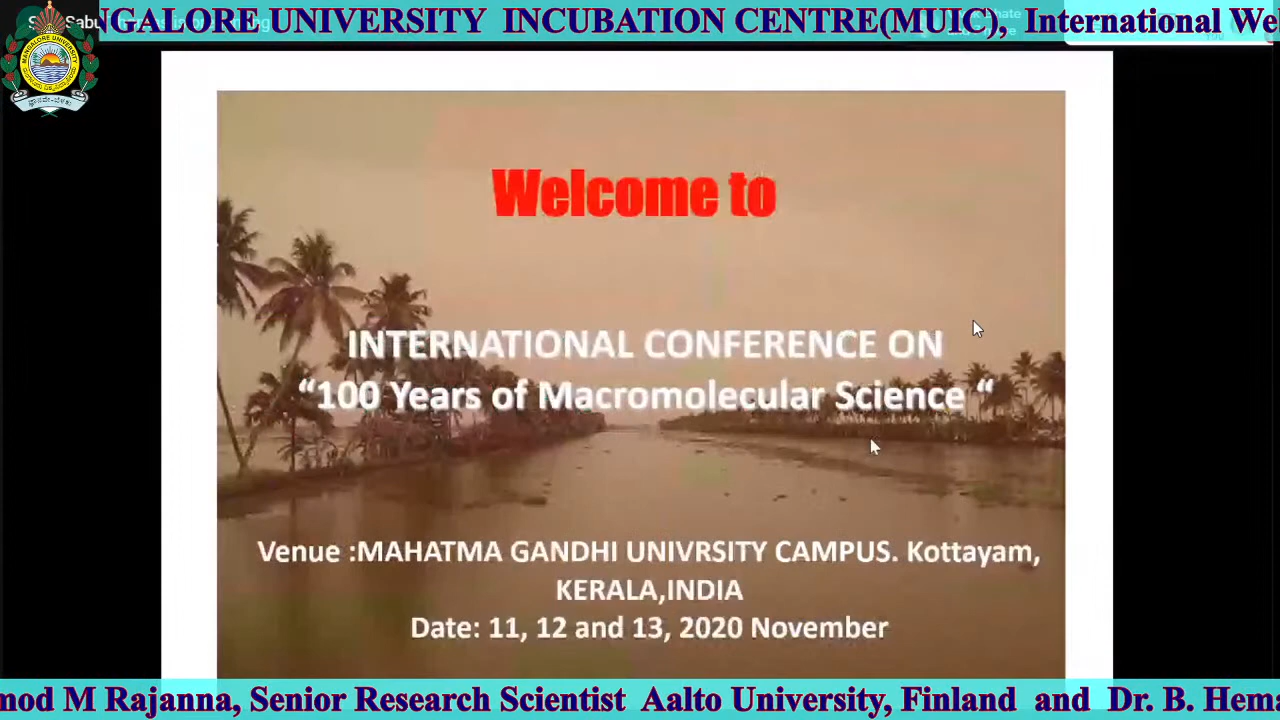 NGALORE UNIVERSITY INCUBATION CENTRE(MUIC), International We
Welcome to
INTERNATIONAL CONFERENCE ON
“100 Years of Macromolecular Science “
Venue :MAHATMA GANDHI UNIVRSITY CAMPUS. Kottayam,
KERALA,INDIA
Date: 11, 12 and 13, 2020 November
mod M Rajanna, Senior Research Scientist Aalto University, Finland and Dr. B. Hema